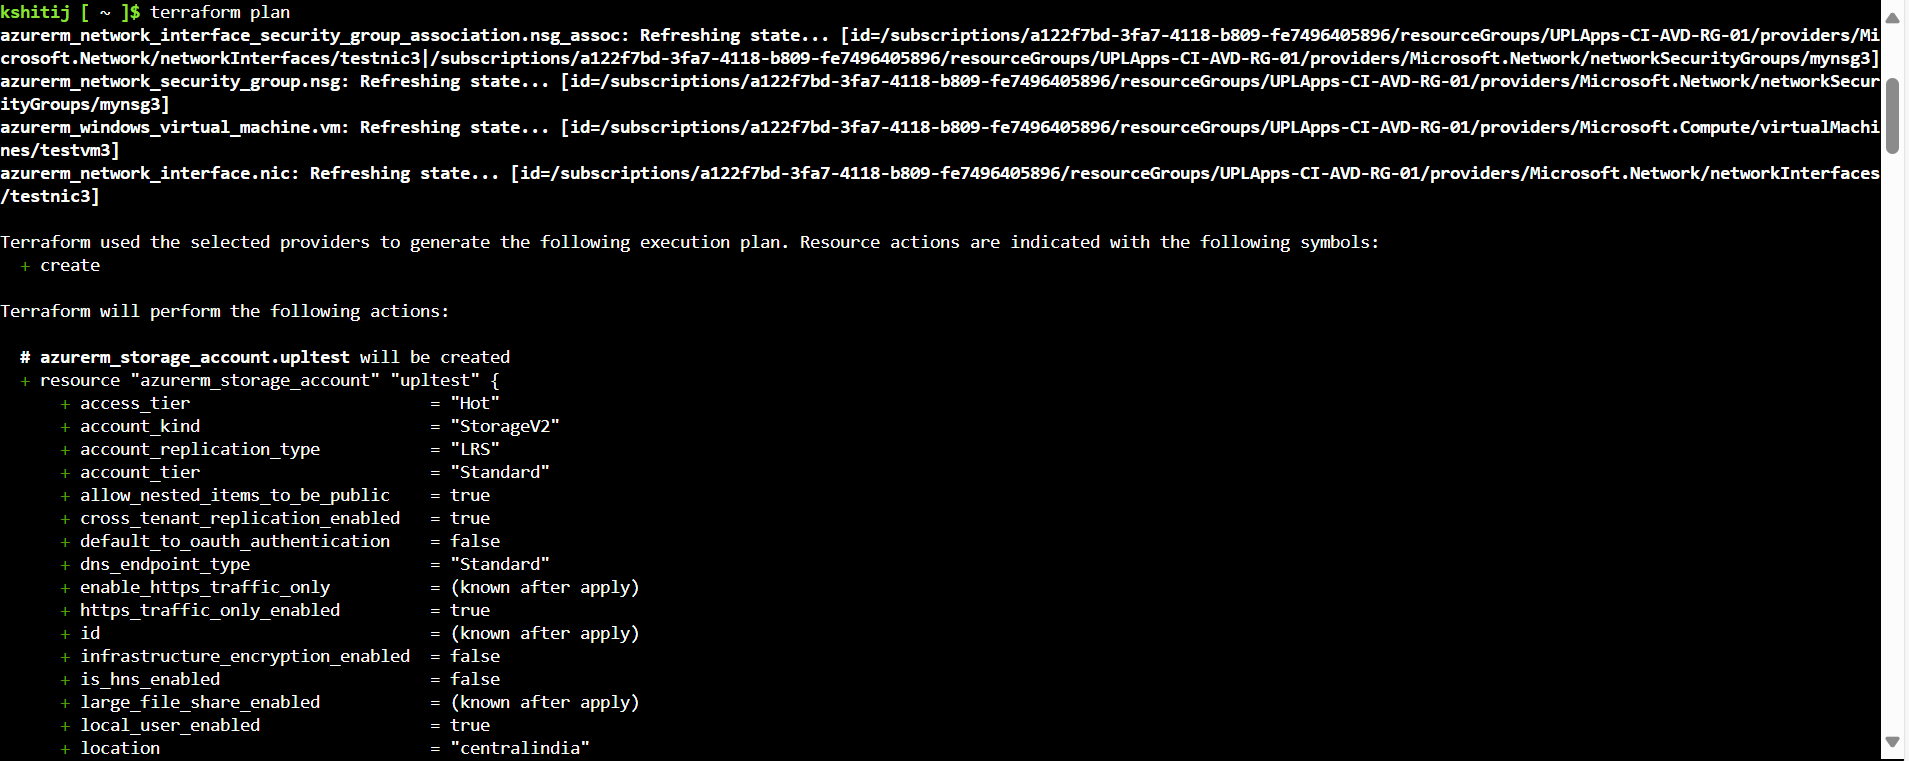 kshitij [ ~ ]$ terraform plan
azurerm_network_interface_security_group_association.nsg_assoc: Refreshing state... [id=/subscriptions/a122f7bd-3fa7-4118-b809-fe7496405896/resourceGroups/UPLApps-CI-AVD-RG-01/providers/Mi
crosoft.Network/networkInterfaces/testnic3|/subscriptions/a122f7bd-3fa7-4118-b809-fe7496405896/resourceGroups/UPLApps-CI-AVD-RG-01/providers/Microsoft.Network/networkSecurityGroups/mynsg3]
azurerm_network_security_group.nsg: Refreshing state... [id=/subscriptions/a122f7bd-3fa7-4118-b809-fe7496405896/resourceGroups/UPLApps-CI-AVD-RG-01/providers/Microsoft.Network/networkSecur
ityGroups/mynsg3]
azurerm_windows_virtual_machine.vm: Refreshing state... [id=/subscriptions/a122f7bd-3fa7-4118-b809-fe7496405896/resourceGroups/UPLApps-CI-AVD-RG-01/providers/Microsoft.Compute/virtualMachi
nes/testvm3]
azurerm_network_interface.nic: Refreshing state... [id=/subscriptions/a122f7bd-3fa7-4118-b809-fe7496405896/resourceGroups/UPLApps-CI-AVD-RG-01/providers/Microsoft.Network/networkInterfaces
/testnic3]
Terraform used the selected providers to generate the following execution plan. Resource actions are indicated with the following symbols:
  + create
Terraform will perform the following actions:
  # azurerm_storage_account.upltest will be created
  + resource "azurerm_storage_account" "upltest" {
      + access_tier                        = "Hot"
      + account_kind                       = "StorageV2"
      + account_replication_type           = "LRS"
      + account_tier                       = "Standard"
      + allow_nested_items_to_be_public    = true
      + cross_tenant_replication_enabled   = true
      + default_to_oauth_authentication    = false
      + dns_endpoint_type                  = "Standard"
      + enable_https_traffic_only          = (known after apply)
      + https_traffic_only_enabled         = true
      + id                                 = (known after apply)
      + infrastructure_encryption_enabled  = false
      + is_hns_enabled                     = false
      + large_file_share_enabled           = (known after apply)
      + local_user_enabled                 = true
      + location                           = "centralindia"